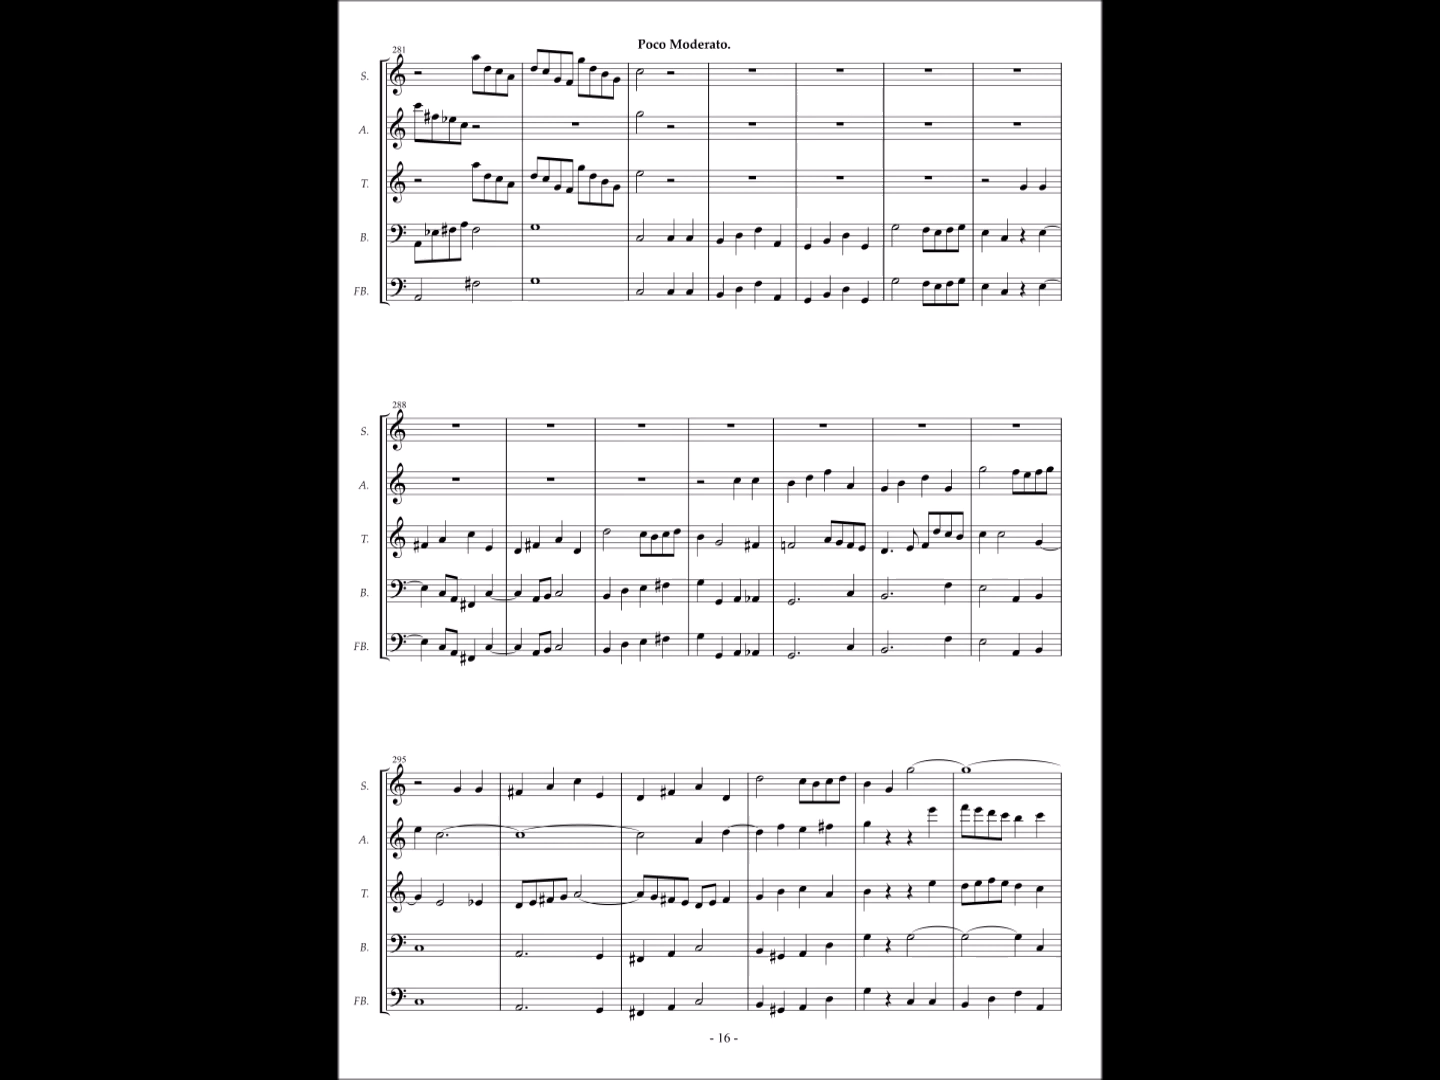 Poco Moderato.
281
S.
A.
T.
B.
FB.
288
S.
A.
T.
B.
FB.
295
S.
A.
T.
B.
FB.
- 16 -